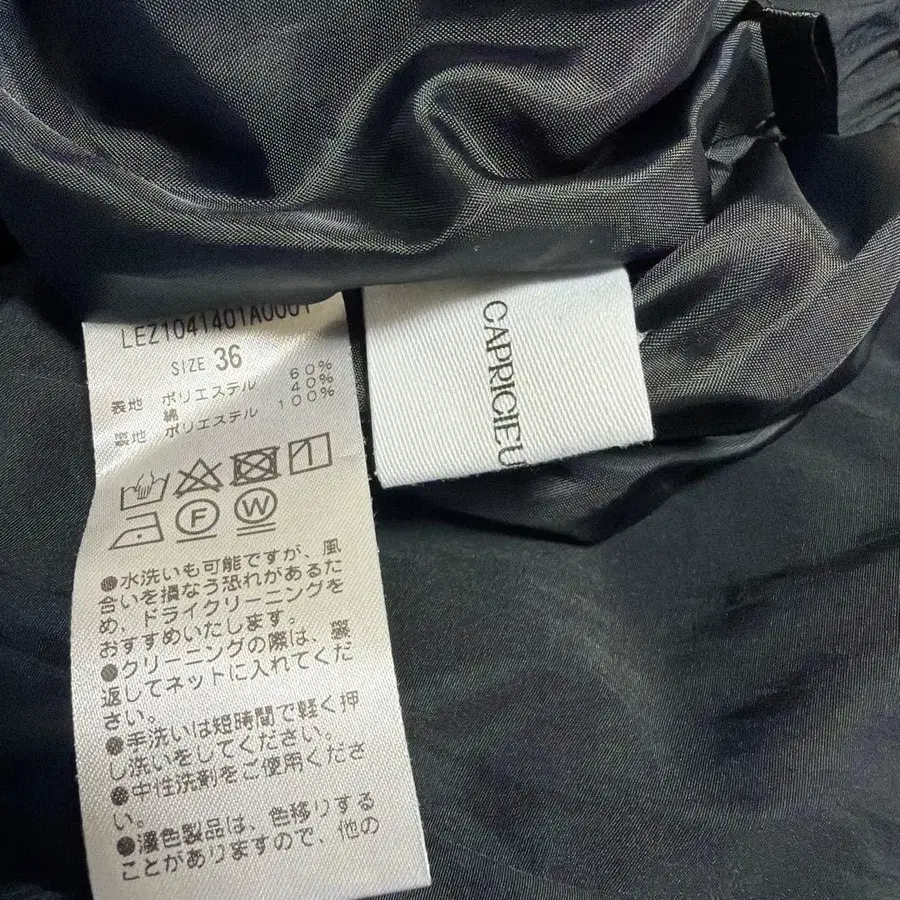 LEZ1041401A0001
SIZE 36
表地 ポリエステル 60%
綿 40%
裏地 ポリエステル 100%
F W
●水洗いも可能ですが、風
合いを損なう恐れがあるた
め、ドライクリーニングを
おすすめいたします。
●クリーニングの際は、裏
返してネットに入れてくだ
さい。
●手洗いは短時間で軽く押
し洗いをしてください。
●中性洗剤をご使用くださ
い。
●濃色製品は、色移りする
ことがありますので、他の
CAPRICIEU